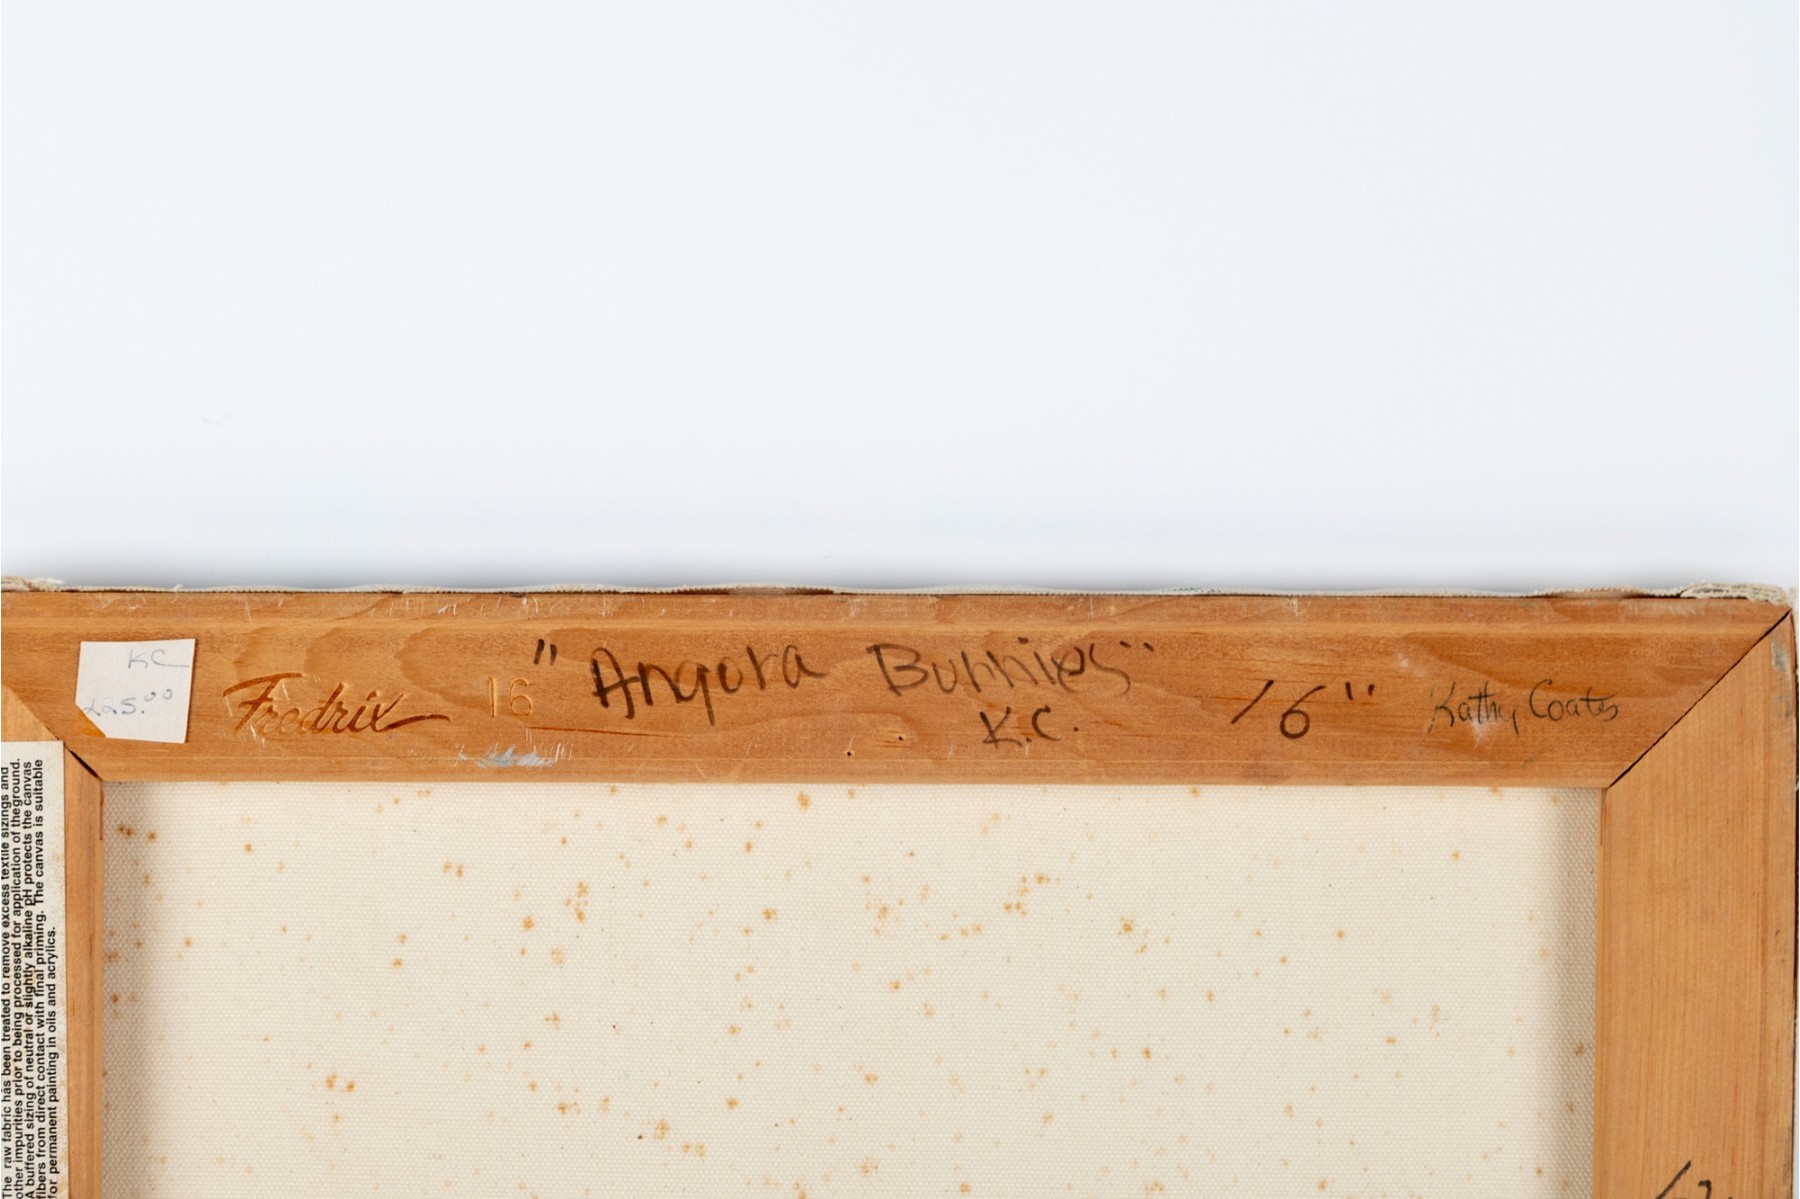 KC
225.00
Fredrix 16 "Angora Bunnies" 16" Kathy Coates
K.C.
The raw fabric has been treated to remove excess textile sizings and
other impurities prior to being processed for application of theground.
A buffered sizing of neutral or slightly alkaline pH protects the canvas
fibers from direct contact with final priming. The canvas is suitable
for permanent painting in oils and acrylics.